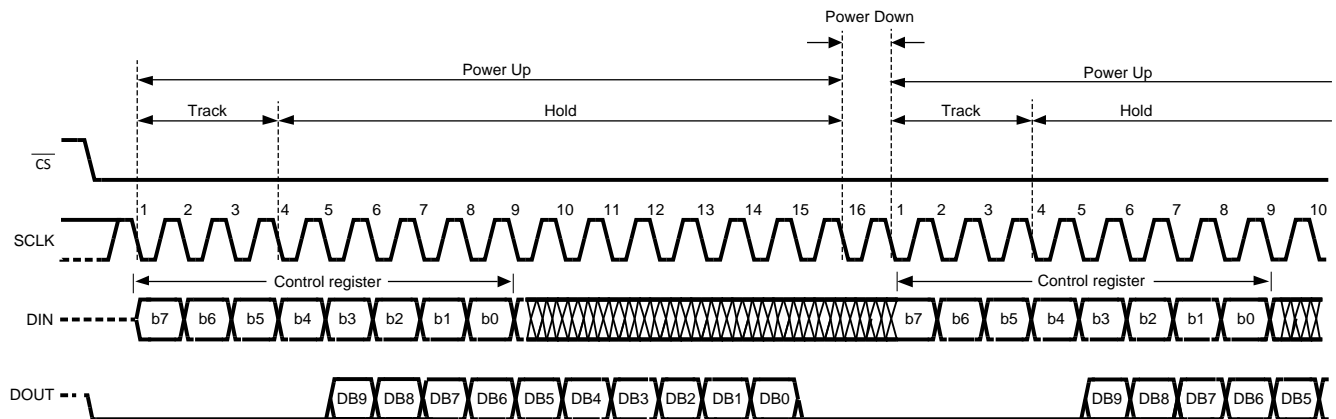 Power Down
Power Up
Power Up
Track
Hold
Track
Hold
CS
1 2 3 4 5 6 7 8 9 10 11 12 13 14 15 16 1 2 3 4 5 6 7 8 9 10
SCLK
Control register
Control register
DIN
b7 b6 b5 b4 b3 b2 b1 b0 b7 b6 b5 b4 b3 b2 b1 b0
DOUT
DB9 DB8 DB7 DB6 DB5 DB4 DB3 DB2 DB1 DB0 DB9 DB8 DB7 DB6 DB5